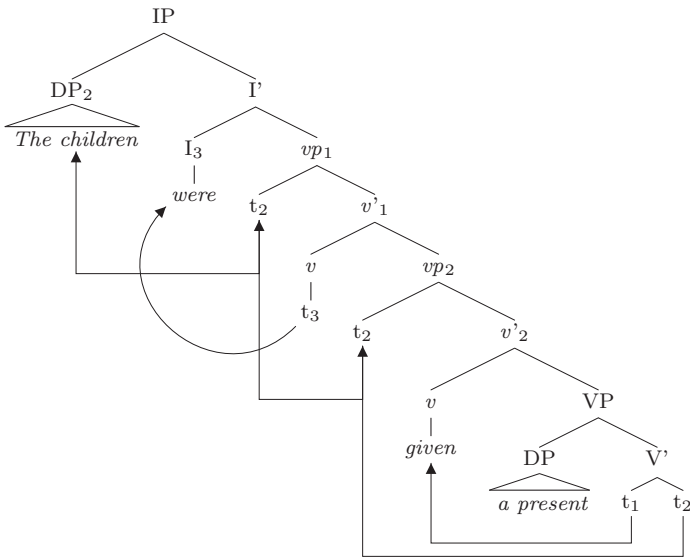 IP
DP₂ I'
The children
I₃ vp₁
were
t₂ v'₁
v vp₂
t₃
t₂ v'₂
v VP
given
DP V'
a present t₁ t₂